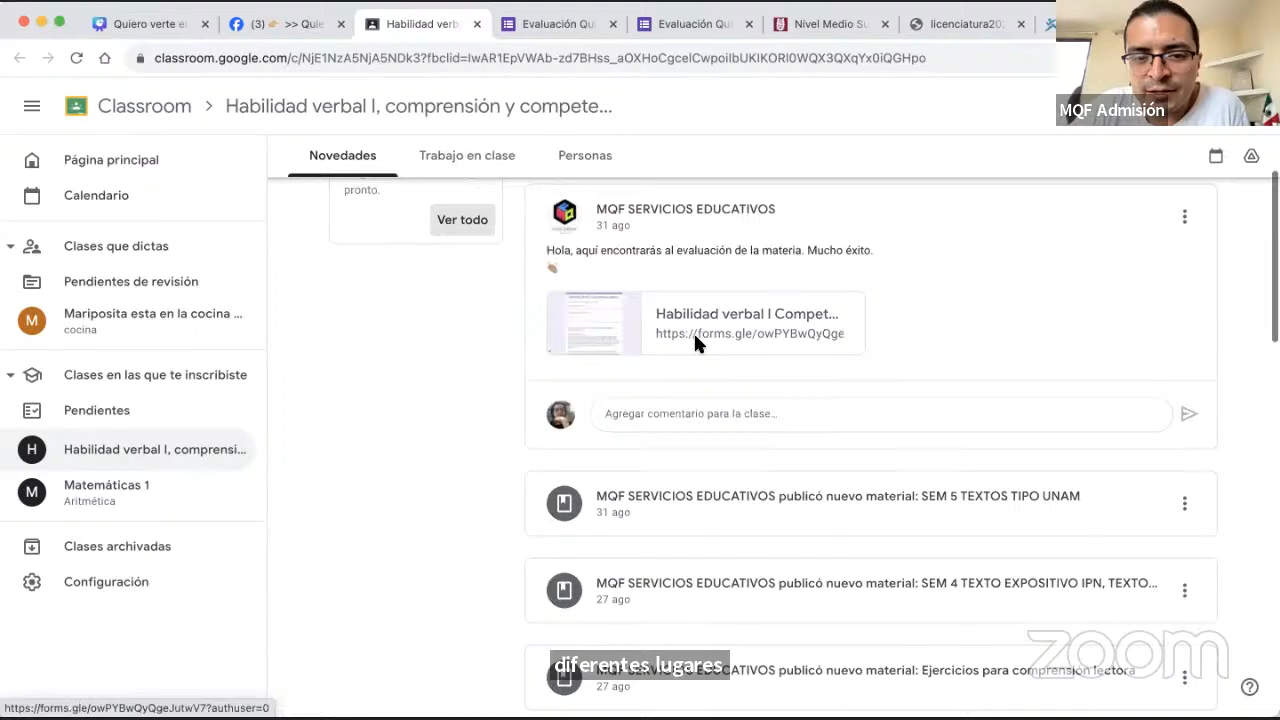 Quiero verte e
(3) 👉 >> Quie
Habilidad verb
Evaluación Qu
Evaluación Qu
Nivel Medio Su
licenciatura20
classroom.google.com/c/NjE1NzA5NjA5NDk3?fbclid=IwAR1EpVWAb-zd7BHss_aOXHoCgcelCwpoiIbUKIKORl0WQX3QXqYx0iQGHpo
MQF Admisión
Classroom > Habilidad verbal I, comprensión y compete...
Novedades
Trabajo en clase
Personas
Página principal
Calendario
Clases que dictas
Pendientes de revisión
M
Mariposita esta en la cocina ...
cocina
Clases en las que te inscribiste
Pendientes
H
Habilidad verbal I, comprensi...
M
Matemáticas 1
Aritmética
Clases archivadas
Configuración
pronto.
Ver todo
MQF SERVICIOS EDUCATIVOS
31 ago
Hola, aquí encontrarás al evaluación de la materia. Mucho éxito.
👏🏽
Habilidad verbal I Compet...
https://forms.gle/owPYBwQyQge
Agregar comentario para la clase...
MQF SERVICIOS EDUCATIVOS publicó nuevo material: SEM 5 TEXTOS TIPO UNAM
31 ago
MQF SERVICIOS EDUCATIVOS publicó nuevo material: SEM 4 TEXTO EXPOSITIVO IPN, TEXTO...
27 ago
MQF SERVICIOS EDUCATIVOS publicó nuevo material: Ejercicios para comprensión lectora
27 ago
diferentes lugares
zoom
https://forms.gle/owPYBwQyQgeJutwV7?authuser=0